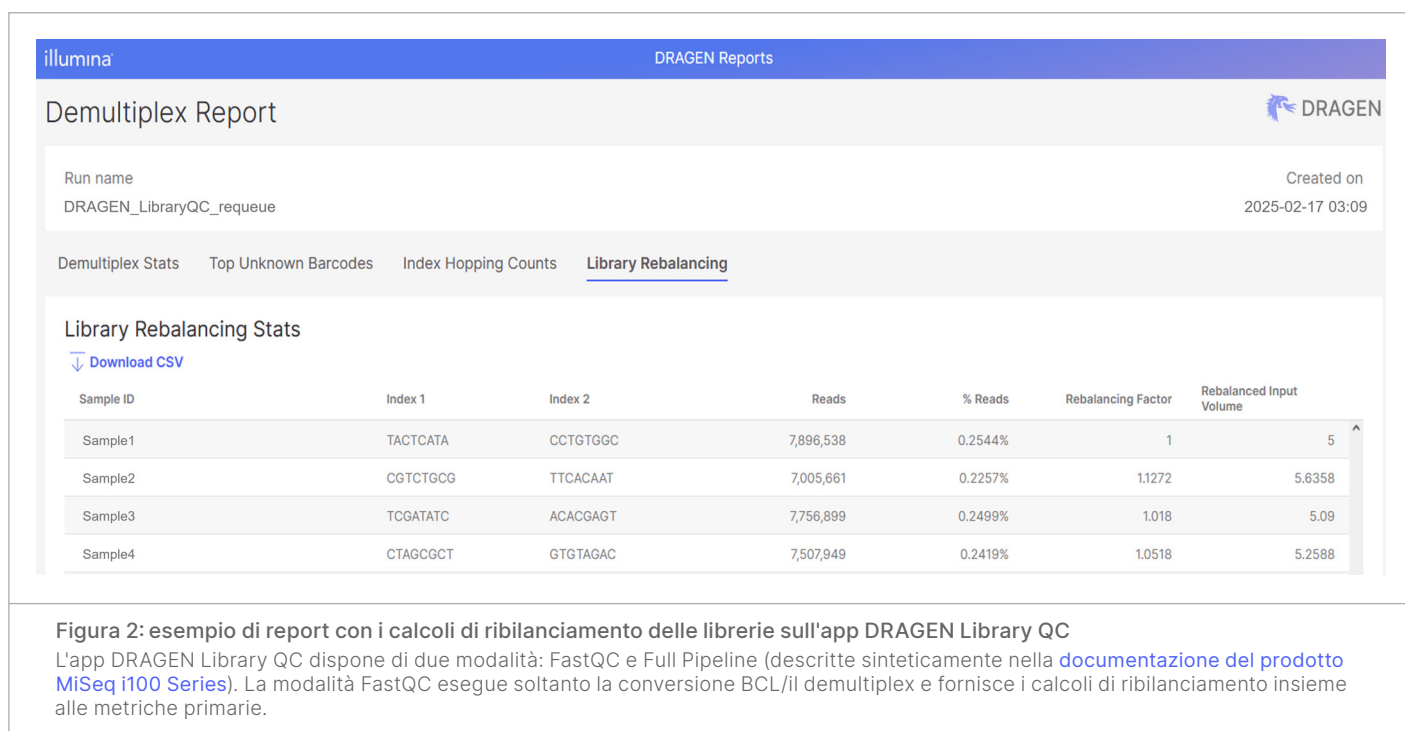 illumina
DRAGEN Reports
Demultiplex Report
DRAGEN
Run name
Created on
DRAGEN_LibraryQC_requeue
2025-02-17 03:09
Demultiplex Stats Top Unknown Barcodes Index Hopping Counts Library Rebalancing
Library Rebalancing Stats
Download CSV
Sample ID Index 1 Index 2 Reads % Reads Rebalancing Factor Rebalanced Input
Volume
Sample1 TACTCATA CCTGTGGC 7,896,538 0.2544% 1 5
Sample2 CGTCTGCG TTCACAAT 7,005,661 0.2257% 1.1272 5.6358
Sample3 TCGATATC ACACGAGT 7,756,899 0.2499% 1.018 5.09
Sample4 CTAGCGCT GTGTAGAC 7,507,949 0.2419% 1.0518 5.2588
Figura 2: esempio di report con i calcoli di ribilanciamento delle librerie sull'app DRAGEN Library QC
L'app DRAGEN Library QC dispone di due modalità: FastQC e Full Pipeline (descritte sinteticamente nella documentazione del prodotto
MiSeq i100 Series). La modalità FastQC esegue soltanto la conversione BCL/il demultiplex e fornisce i calcoli di ribilanciamento insieme
alle metriche primarie.